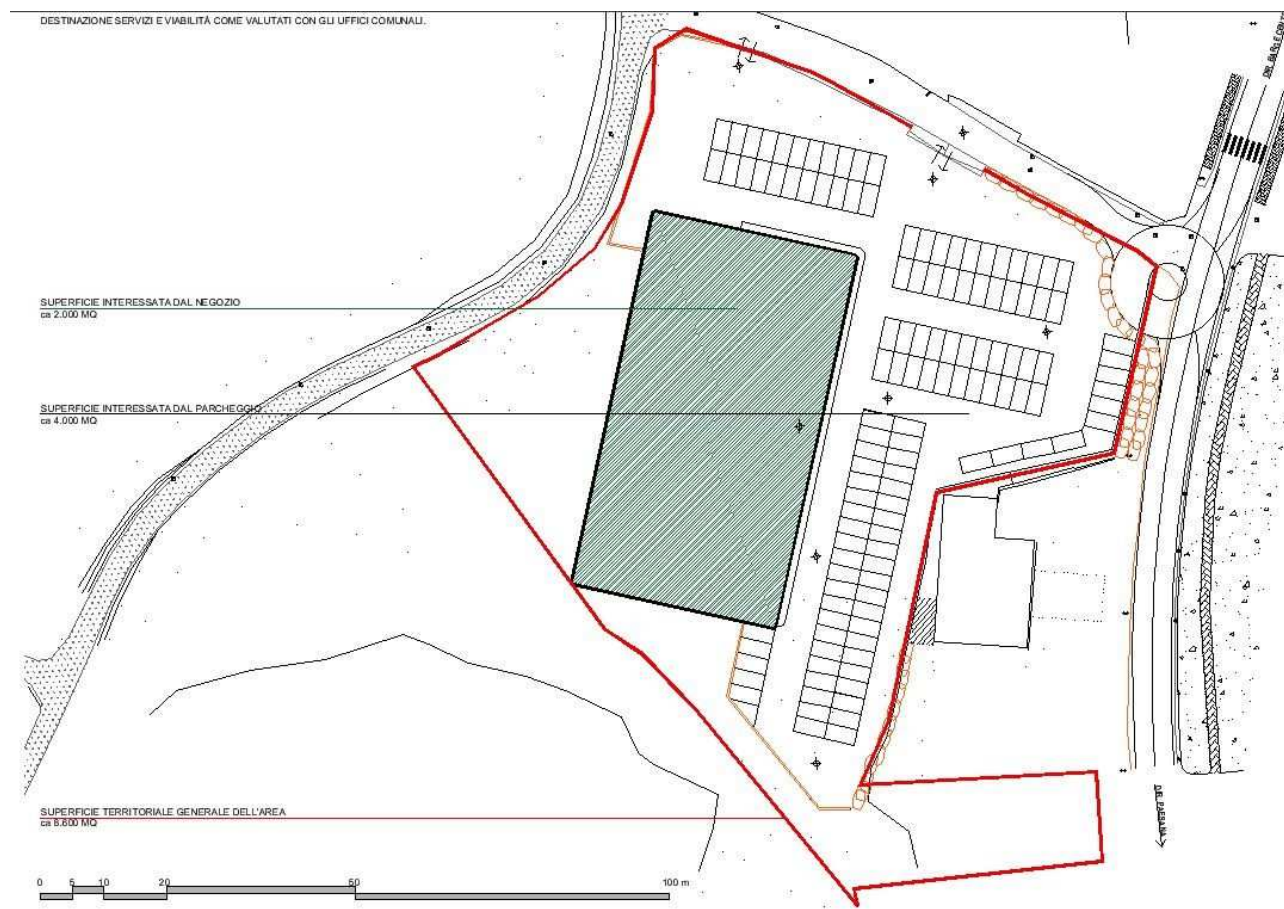 DESTINAZIONE SERVIZI E VIABILITÀ COME VALUTATI CON GLI UFFICI COMUNALI.
SUPERFICIE INTERESSATA DAL NEGOZIO
ca 2.000 MQ
SUPERFICIE INTERESSATA DAL PARCHEGGIO
ca 4.000 MQ
SUPERFICIE TERRITORIALE GENERALE DELL'AREA
ca 8.600 MQ
DEL PAESANA
0 5 10 20 50 100 m